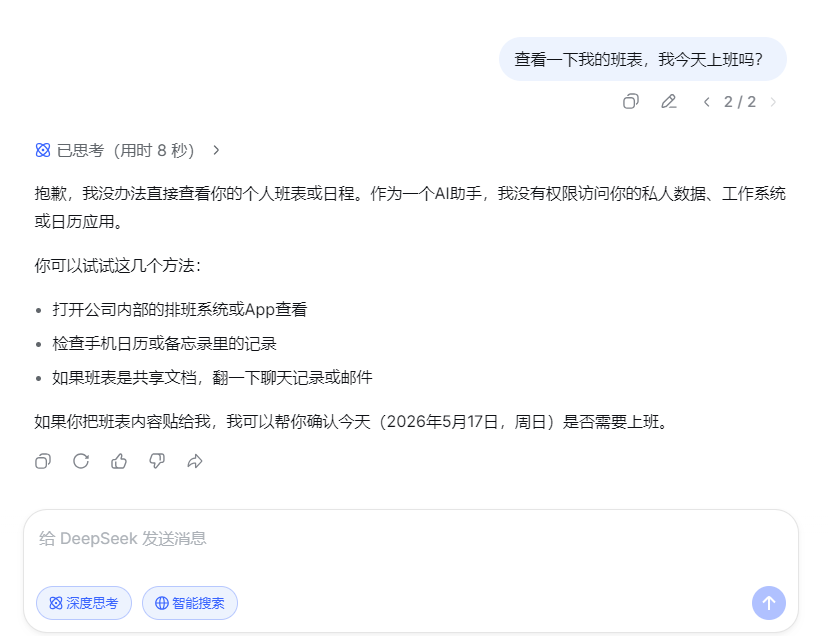 查看一下我的班表，我今天上班吗？
2 / 2
已思考（用时 8 秒）
抱歉，我没办法直接查看你的个人班表或日程。作为一个AI助手，我没有权限访问你的私人数据、工作系统
或日历应用。
你可以试试这几个方法：
打开公司内部的排班系统或App查看
检查手机日历或备忘录里的记录
如果班表是共享文档，翻一下聊天记录或邮件
如果你把班表内容贴给我，我可以帮你确认今天（2026年5月17日，周日）是否需要上班。
给 DeepSeek 发送消息
深度思考 智能搜索